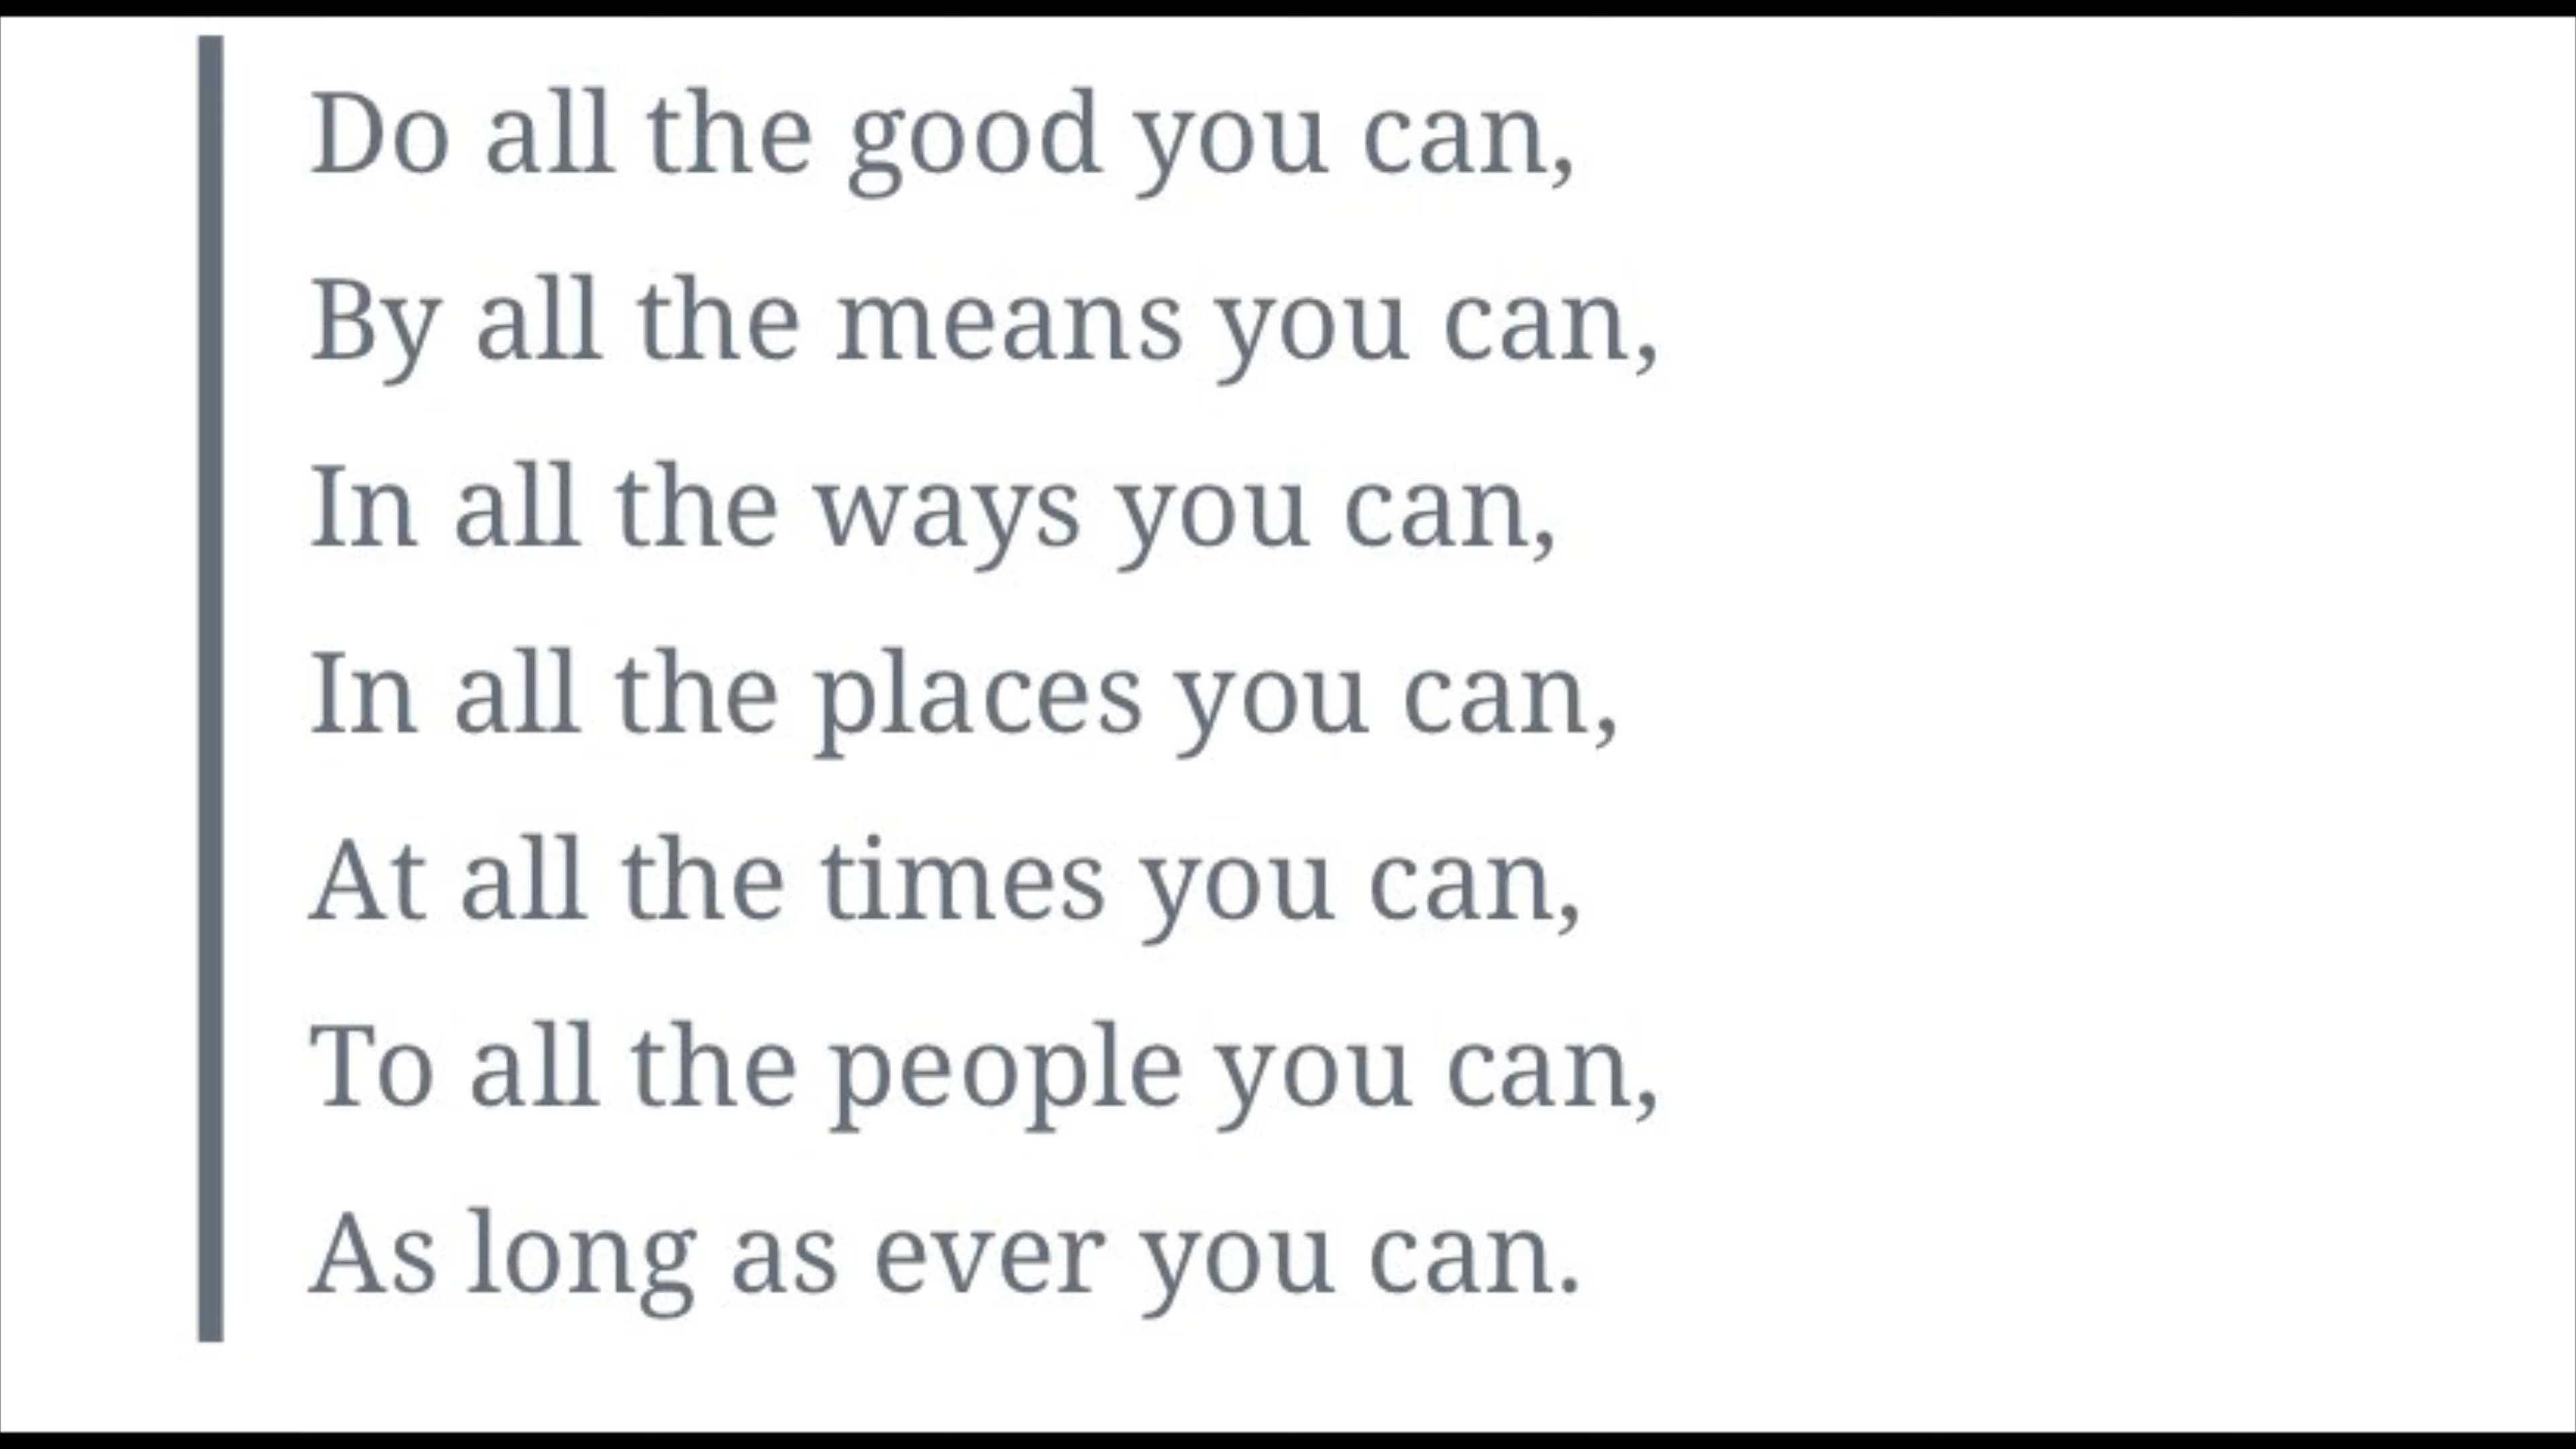 Do all the good you can,
By all the means you can,
In all the ways you can,
In all the places you can,
At all the times you can,
To all the people you can,
As long as ever you can.